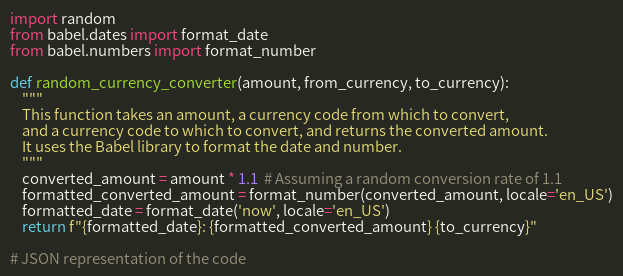 import random
from babel.dates import format_date
from babel.numbers import format_number
def random_currency_converter(amount, from_currency, to_currency):
"""
This function takes an amount, a currency code from which to convert,
and a currency code to which to convert, and returns the converted amount.
It uses the Babel library to format the date and number.
"""
converted_amount = amount * 1.1 # Assuming a random conversion rate of 1.1
formatted_converted_amount = format_number(converted_amount, locale='en_US')
formatted_date = format_date('now', locale='en_US')
return f"{formatted_date}: {formatted_converted_amount} {to_currency}"
# JSON representation of the code